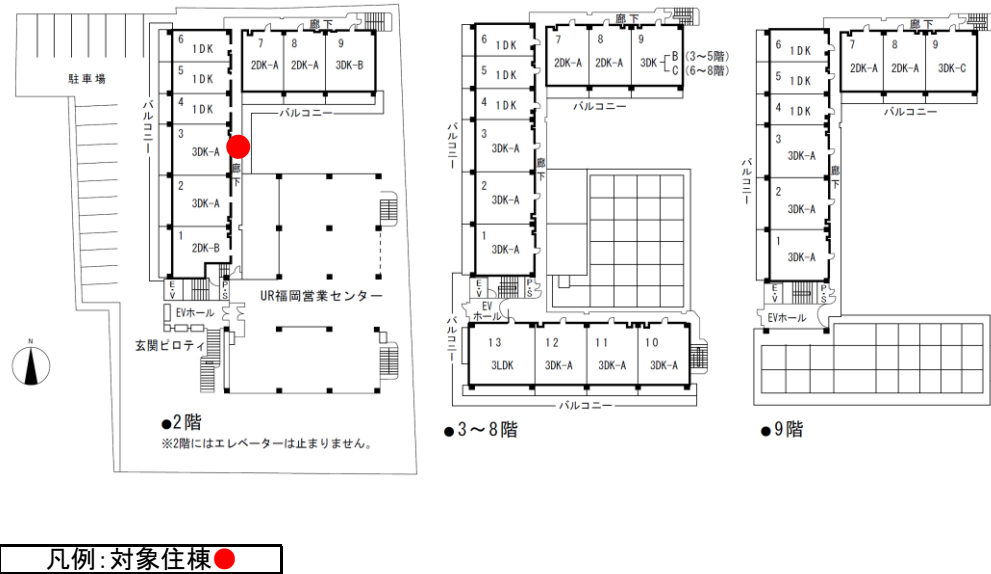 廊下
6
1DK
5
1DK
4
1DK
3
3DK-A
2
3DK-A
1
2DK-B
7
2DK-A
8
2DK-A
9
3DK-B
駐車場
バルコニー
バルコニー
廊下
E・V
P・S
EVホール
UR福岡営業センター
玄関ピロティ
N
●2階
※2階にはエレベーターは止まりません。
廊下
6
1DK
5
1DK
4
1DK
3
3DK-A
2
3DK-A
1
3DK-A
7
2DK-A
8
2DK-A
9
3DK
B(3～5階)
C(6～8階)
バルコニー
バルコニー
廊下
E・V
P・S
EVホール
バルコニー
13
3LDK
12
3DK-A
11
3DK-A
10
3DK-A
バルコニー
●3～8階
廊下
6
1DK
5
1DK
4
1DK
3
3DK-A
2
3DK-A
1
3DK-A
7
2DK-A
8
2DK-A
9
3DK-C
バルコニー
バルコニー
廊下
E・V
P・S
EVホール
●9階
凡例:対象住棟●